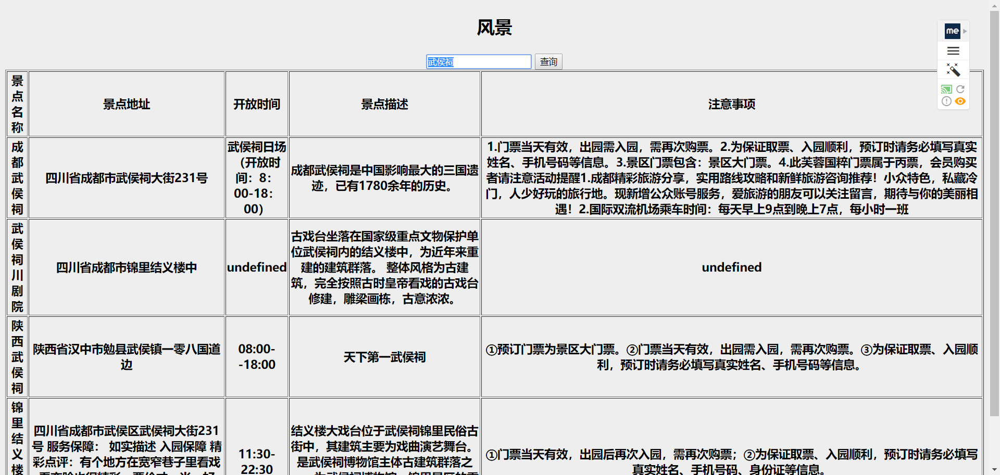 风景
武侯祠 查询
景
点
名
称
景点地址
开放时间
景点描述
注意事项
成
都
武
侯
祠
四川省成都市武侯祠大街231号
武侯祠日场
（开放时
间：8：
00-18：
00）
成都武侯祠是中国影响最大的三国遗
迹，已有1780余年的历史。
1.门票当天有效，出园需入园，需再次购票。2.为保证取票、入园顺利，预订时请务必填写真实
姓名、手机号码等信息。3.景区门票包含：景区大门票。4.此芙蓉国粹门票属于丙票，会员购买
者请注意活动提醒1.成都精彩旅游分享，实用路线攻略和新鲜旅游咨询推荐！小众特色，私藏冷
门，人少好玩的旅行地。现新增公众账号服务，爱旅游的朋友可以关注留言，期待与你的美丽相
遇！2.国际双流机场乘车时间：每天早上9点到晚上7点，每小时一班
武
侯
祠
川
剧
院
四川省成都市锦里结义楼中
undefined
古戏台坐落在国家级重点文物保护单
位武侯祠内的结义楼中，为近年来重
建的建筑群落。 整体风格为古建
筑，完全按照古时皇帝看戏的古戏台
修建，雕梁画栋，古意浓浓。
undefined
陕
西
武
侯
祠
陕西省汉中市勉县武侯镇一零八国道
边
08:00-
-18:00
天下第一武侯祠
①预订门票为景区大门票。②门票当天有效，出园需入园，需再次购票。③为保证取票、入园顺
利，预订时请务必填写真实姓名、手机号码等信息。
锦
里
结
义
楼
四川省成都市武侯区武侯祠大街231
号 服务保障： 如实描述 入园保障 精
彩点评：有个地方在宽窄巷子里看戏
11:30-
22:30
结义楼大戏台位于武侯祠锦里民俗古
街中，其建筑主要为戏曲演艺舞台。
是武侯祠博物馆主体古建筑群落之
①门票当天有效，出园后再次入园，需再次购票；②为保证取票、入园顺利，预订时请务必填写
真实姓名、手机号码、身份证等信息。
me